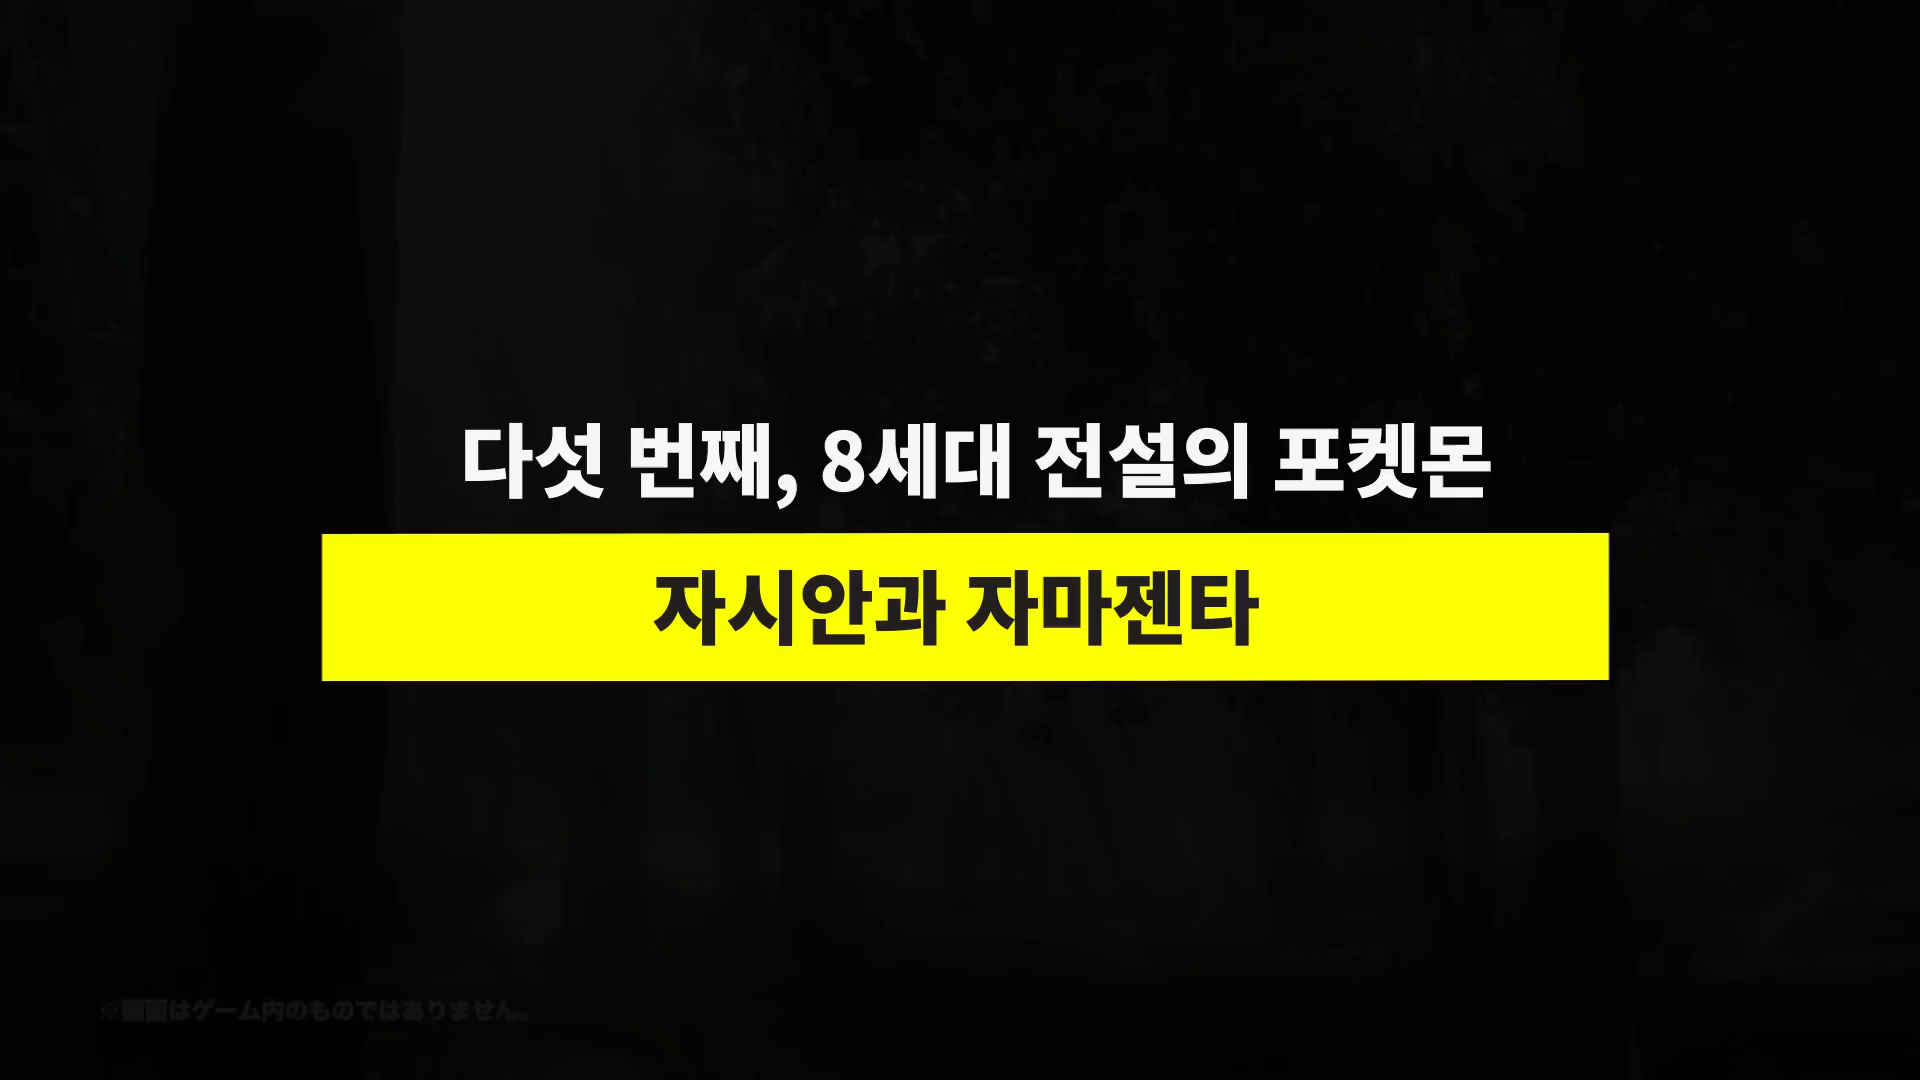 다섯 번째, 8세대 전설의 포켓몬
자시안과 자마젠타
※画面はゲーム内のものではありません。